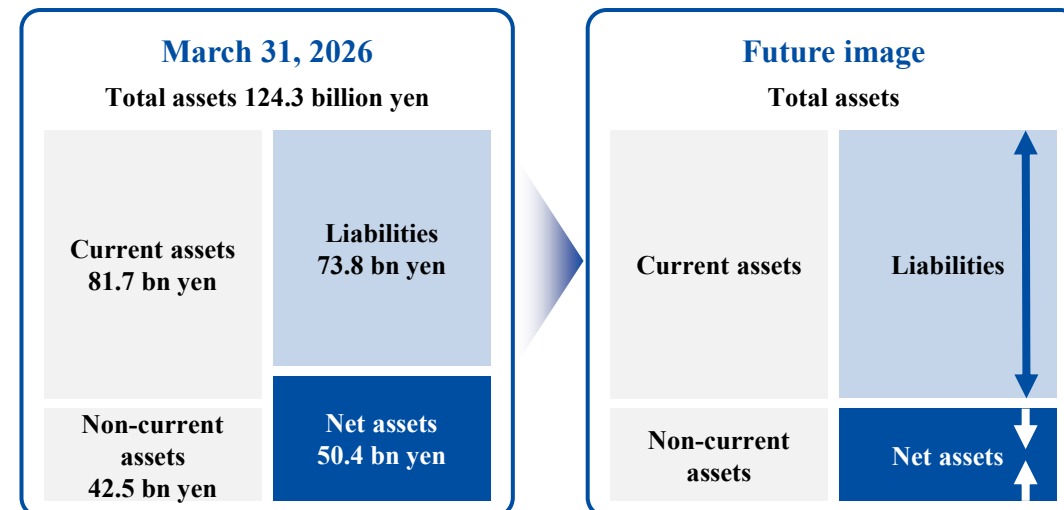 March 31, 2026
Total assets 124.3 billion yen
Current assets
81.7 bn yen
Liabilities
73.8 bn yen
Non-current
assets
42.5 bn yen
Net assets
50.4 bn yen
Future image
Total assets
Current assets
Liabilities
Non-current
assets
Net assets